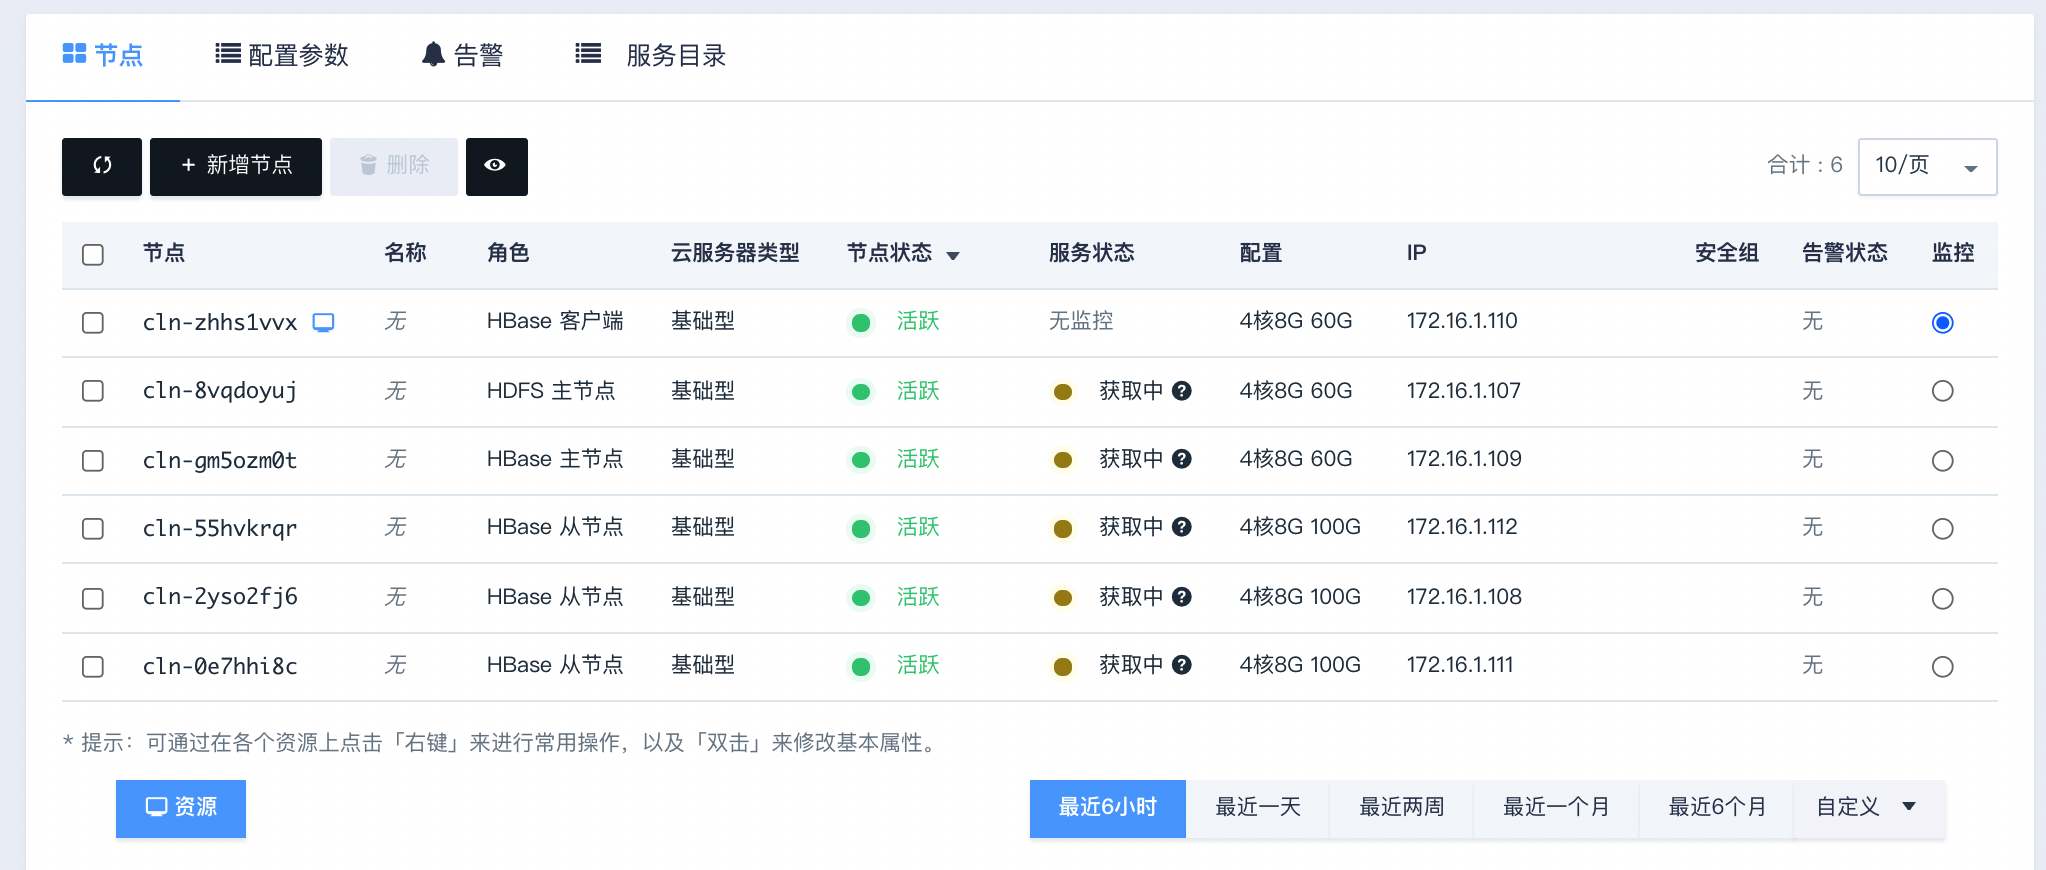 节点 配置参数 告警 服务目录
+ 新增节点 删除 合计：6 10/页
节点 名称 角色 云服务器类型 节点状态 服务状态 配置 IP 安全组 告警状态 监控
cln-zhhs1vvx 无 HBase 客户端 基础型 活跃 无监控 4核8G 60G 172.16.1.110 无
cln-8vqdoyuj 无 HDFS 主节点 基础型 活跃 获取中 ? 4核8G 60G 172.16.1.107 无
cln-gm5ozm0t 无 HBase 主节点 基础型 活跃 获取中 ? 4核8G 60G 172.16.1.109 无
cln-55hvkrqr 无 HBase 从节点 基础型 活跃 获取中 ? 4核8G 100G 172.16.1.112 无
cln-2yso2fj6 无 HBase 从节点 基础型 活跃 获取中 ? 4核8G 100G 172.16.1.108 无
cln-0e7hhi8c 无 HBase 从节点 基础型 活跃 获取中 ? 4核8G 100G 172.16.1.111 无
* 提示：可通过在各个资源上点击「右键」来进行常用操作，以及「双击」来修改基本属性。
资源 最近6小时 最近一天 最近两周 最近一个月 最近6个月 自定义